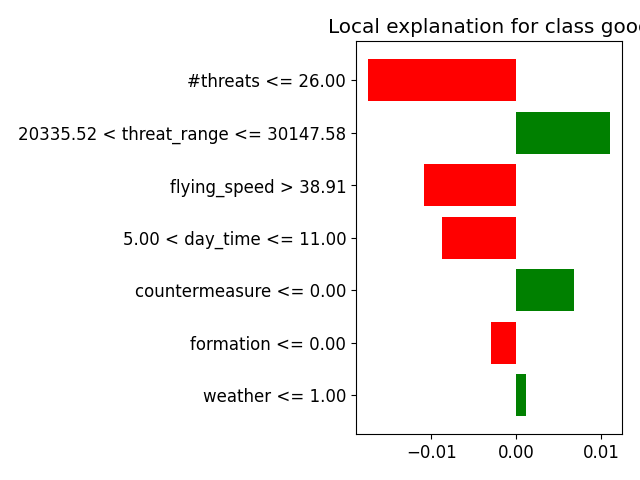 Local explanation for class goo
#threats <= 26.00
20335.52 < threat_range <= 30147.58
flying_speed > 38.91
5.00 < day_time <= 11.00
countermeasure <= 0.00
formation <= 0.00
weather <= 1.00
−0.01 0.00 0.01